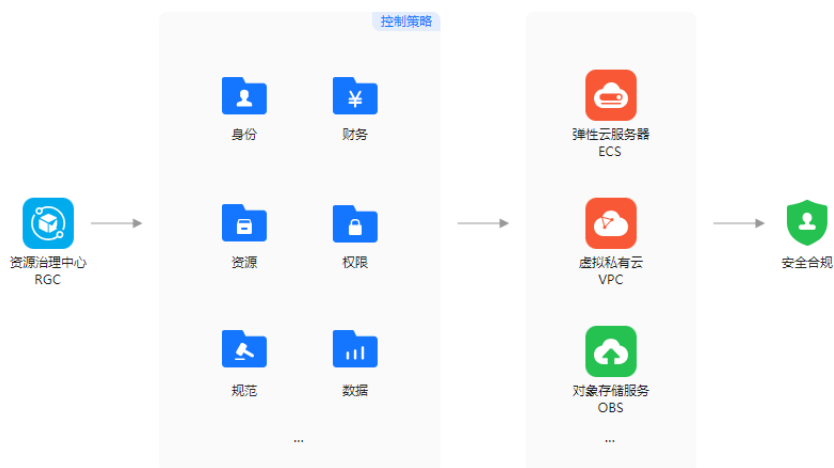 控制策略
身份
财务
资源
权限
规范
数据
...
资源治理中心
RGC
弹性云服务器
ECS
虚拟私有云
VPC
对象存储服务
OBS
...
安全合规